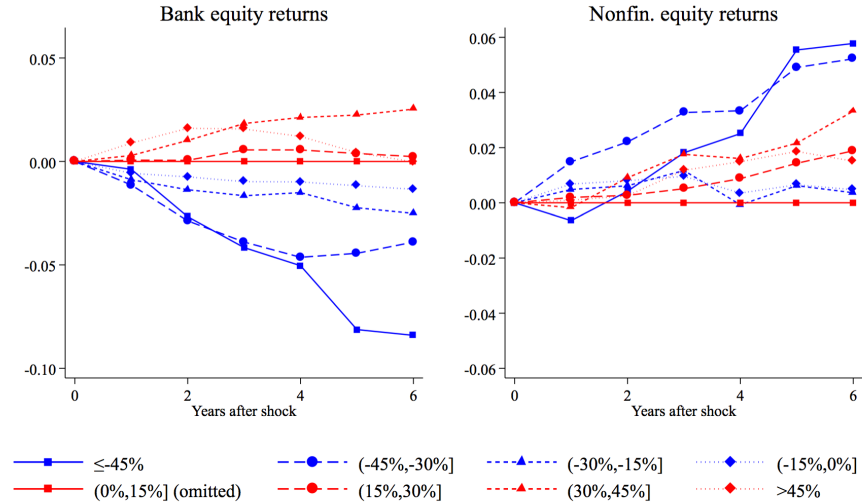 Bank equity returns
0.05
0.00
-0.05
-0.10
0 2 4 6
Years after shock
Nonfin. equity returns
0.06
0.04
0.02
0.00
-0.02
-0.04
-0.06
0 2 4 6
Years after shock
≤-45% (-45%,-30%] (-30%,-15%] (-15%,0%]
(0%,15%] (omitted) (15%,30%] (30%,45%] >45%